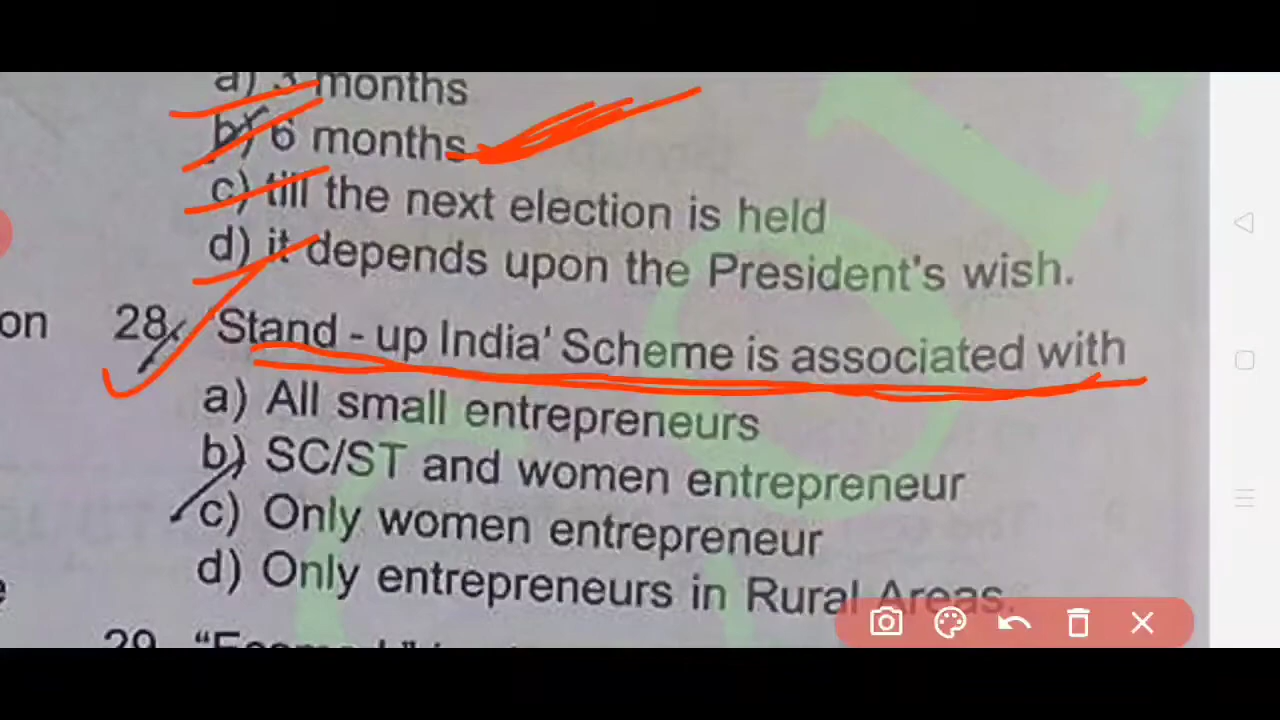 a) 3 months
b) 6 months
c) till the next election is held
d) it depends upon the President's wish.
on
28. 'Stand - up India' Scheme is associated with
a) All small entrepreneurs
b) SC/ST and women entrepreneur
c) Only women entrepreneur
d) Only entrepreneurs in Rural Areas.
29